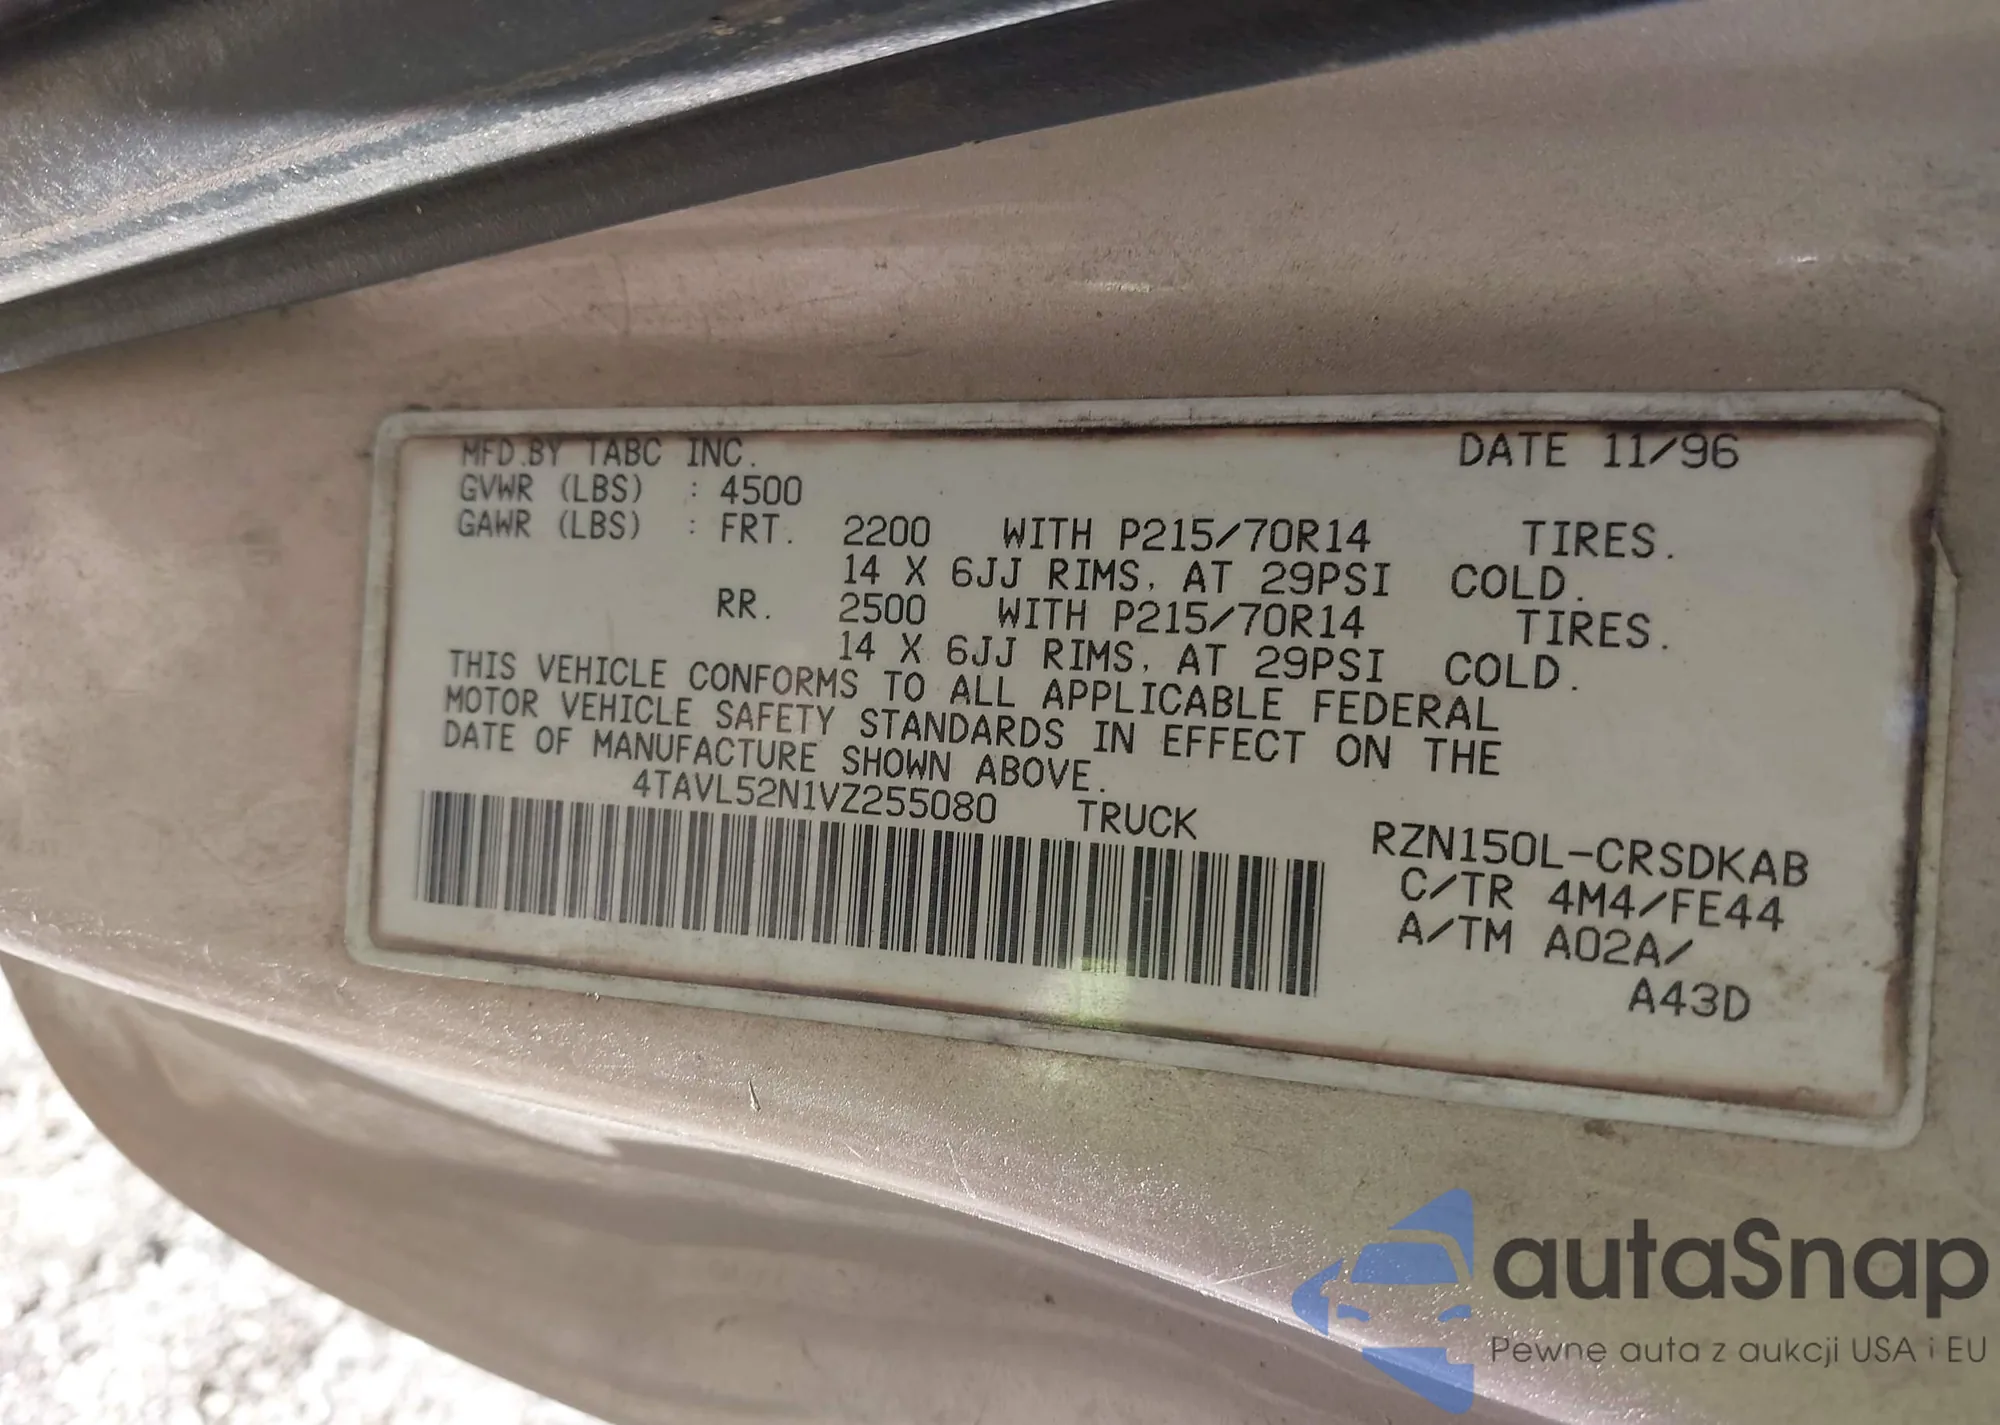 MFD.BY TABC INC. DATE 11/96
GVWR (LBS) : 4500
GAWR (LBS) : FRT. 2200 WITH P215/70R14 TIRES.
14 X 6JJ RIMS, AT 29PSI COLD.
RR. 2500 WITH P215/70R14 TIRES.
14 X 6JJ RIMS, AT 29PSI COLD.
THIS VEHICLE CONFORMS TO ALL APPLICABLE FEDERAL
MOTOR VEHICLE SAFETY STANDARDS IN EFFECT ON THE
DATE OF MANUFACTURE SHOWN ABOVE.
4TAVL52N1VZ255080 TRUCK
RZN150L-CRSDKAB
C/TR 4M4/FE44
A/TM A02A/
A43D
autaSnap
Pewne auta z aukcji USA i EU